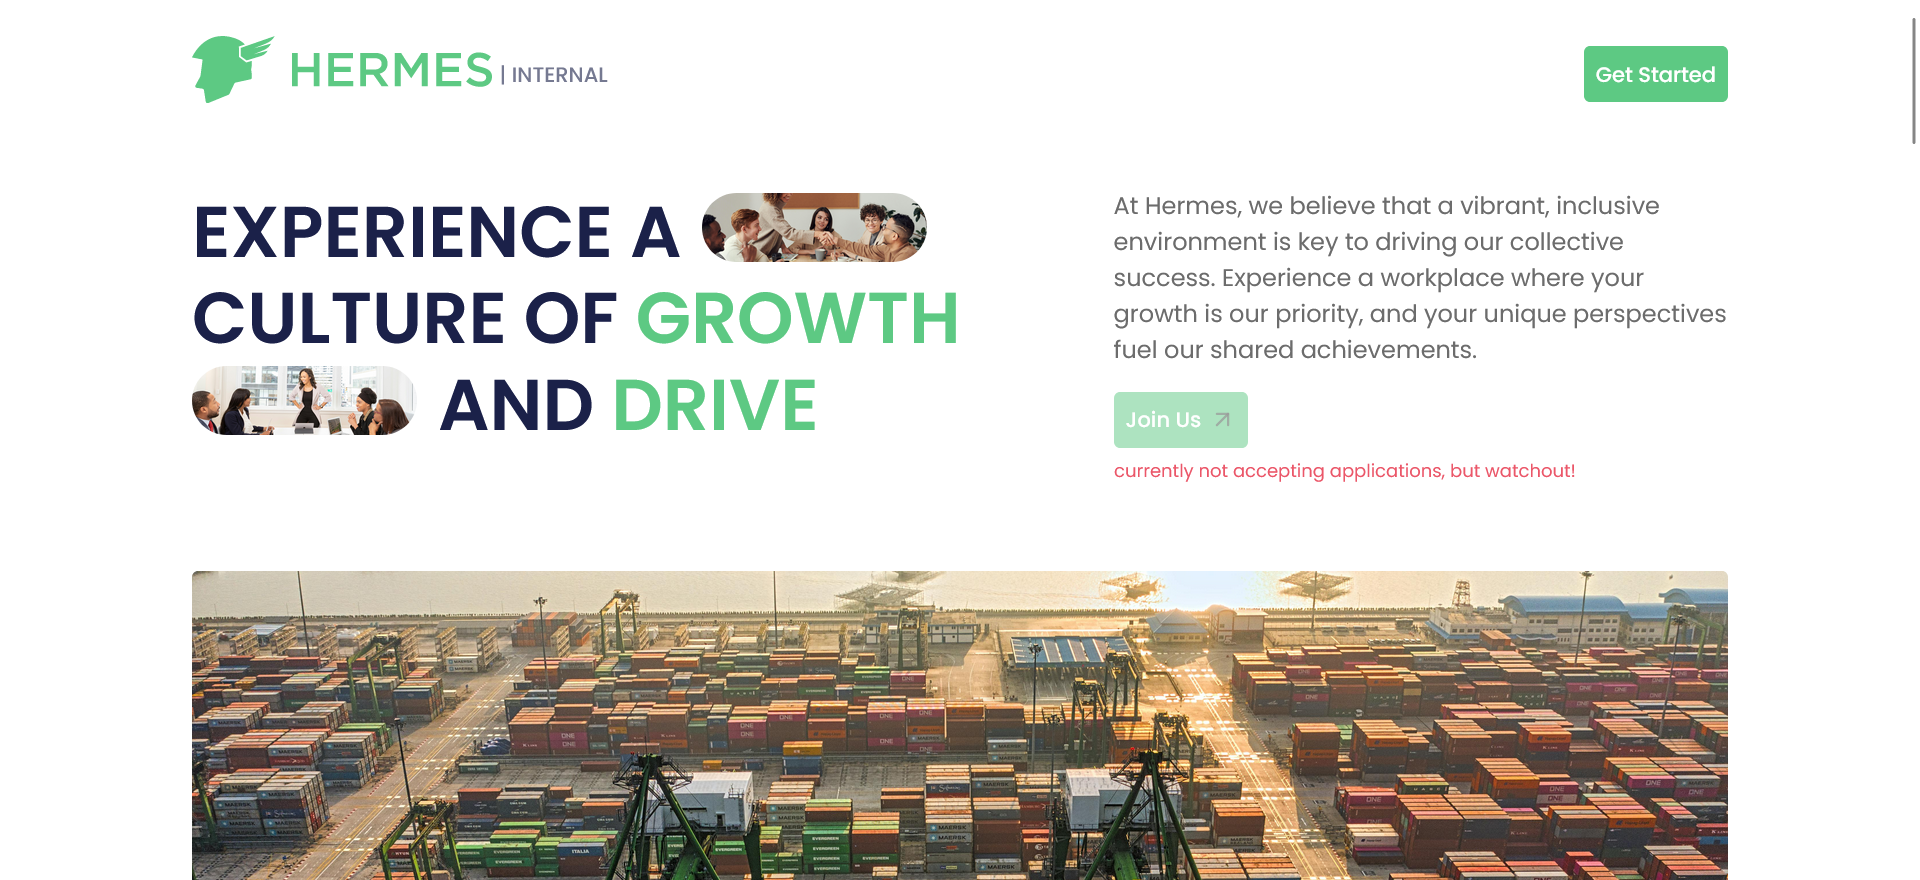 HERMES | INTERNAL
Get Started
EXPERIENCE A
CULTURE OF GROWTH
AND DRIVE
At Hermes, we believe that a vibrant, inclusive
environment is key to driving our collective
success. Experience a workplace where your
growth is our priority, and your unique perspectives
fuel our shared achievements.
Join Us
currently not accepting applications, but watchout!